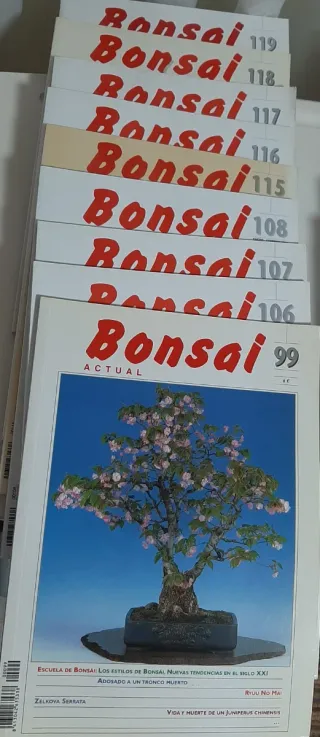 Bonsai 119
Bonsai 118
Bonsai 117
Bonsai 116
Bonsai 115
Bonsai 108
Bonsai 107
Bonsai 106
Bonsai 99
ACTUAL
ESCUELA DE BONSAI: LOS ESTILOS DE BONSAI. NUEVAS TENDENCIAS EN EL SIGLO XXI
ADOSADO A UN TRONCO MUERTO
RYUU NO MAI
ZELKOVA SERRATA
VIDA Y MUERTE DE UN JUNIPERUS CHINENSIS